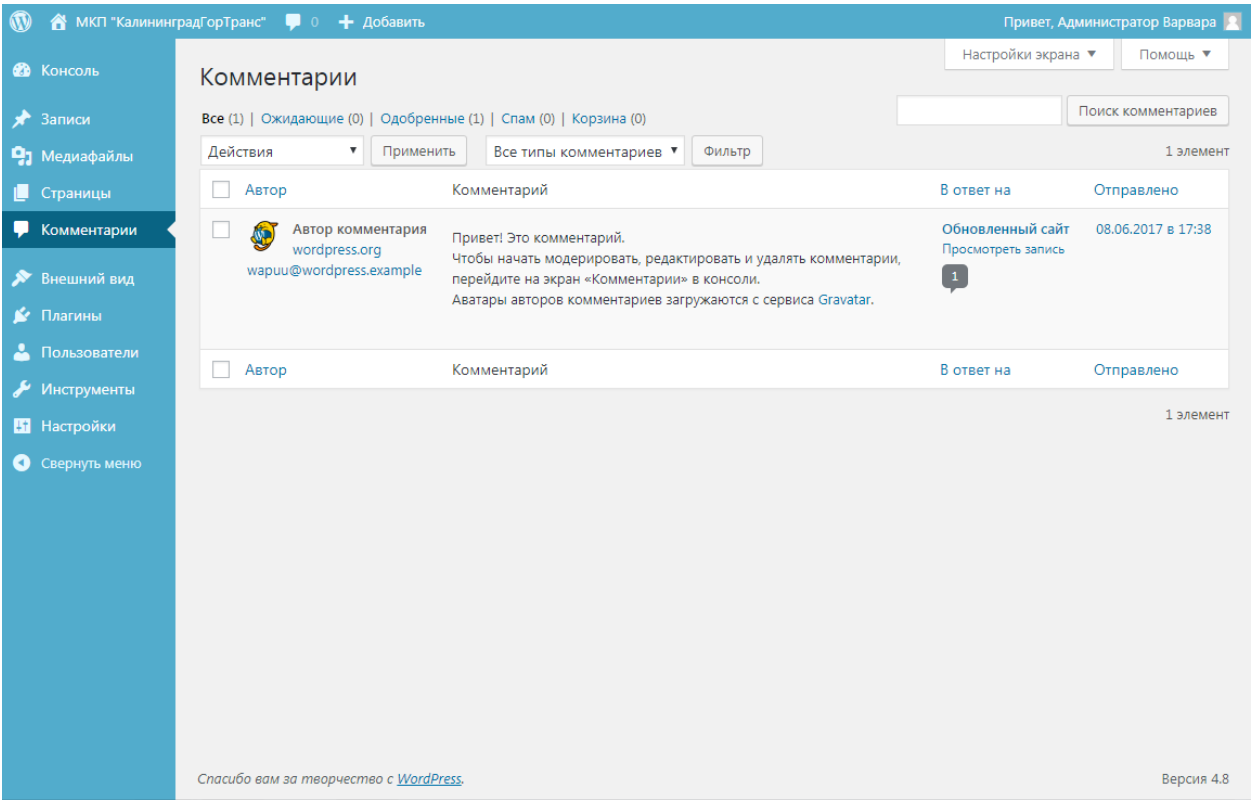 МКП "КалининградГорТранс" 0 Добавить Привет, Администратор Варвара
Настройки экрана ▼ Помощь ▼
Консоль
Записи
Медиафайлы
Страницы
Комментарии
Внешний вид
Плагины
Пользователи
Инструменты
Настройки
Свернуть меню
Комментарии
Все (1) | Ожидающие (0) | Одобренные (1) | Спам (0) | Корзина (0)
Поиск комментариев
Действия ▼ Применить Все типы комментариев ▼ Фильтр 1 элемент
Автор Комментарий В ответ на Отправлено
Автор комментария
wordpress.org
wapuu@wordpress.example
Привет! Это комментарий.
Чтобы начать модерировать, редактировать и удалять комментарии,
перейдите на экран «Комментарии» в консоли.
Аватары авторов комментариев загружаются с сервиса Gravatar.
Обновленный сайт
Просмотреть запись
1
08.06.2017 в 17:38
Автор Комментарий В ответ на Отправлено
1 элемент
Спасибо вам за творчество с WordPress. Версия 4.8